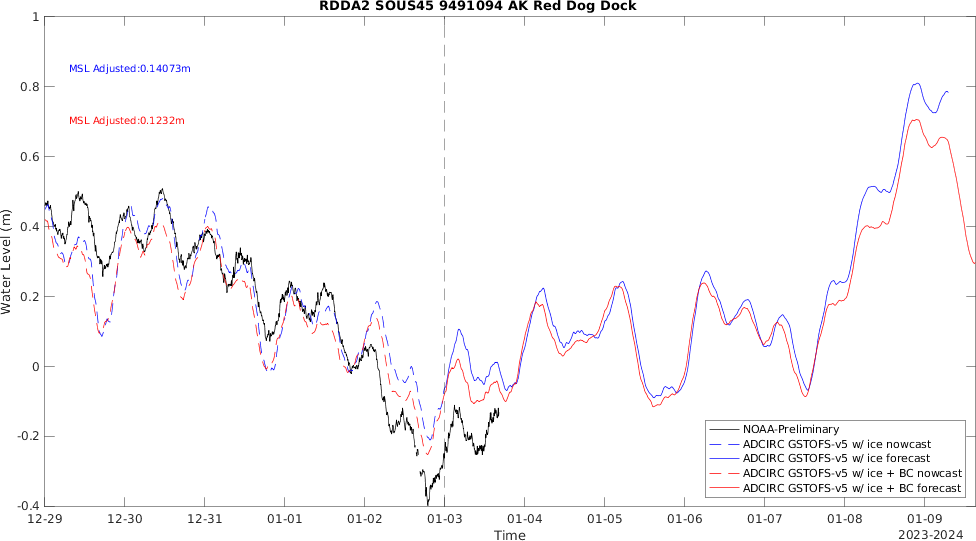 RDDA2 SOUS45 9491094 AK Red Dog Dock
MSL Adjusted:0.14073m
MSL Adjusted:0.1232m
Water Level (m)
1
0.8
0.6
0.4
0.2
0
-0.2
-0.4
NOAA-Preliminary
ADCIRC GSTOFS-v5 w/ ice nowcast
ADCIRC GSTOFS-v5 w/ ice forecast
ADCIRC GSTOFS-v5 w/ ice + BC nowcast
ADCIRC GSTOFS-v5 w/ ice + BC forecast
12-29 12-30 12-31 01-01 01-02 01-03 01-04 01-05 01-06 01-07 01-08 01-09
Time
2023-2024